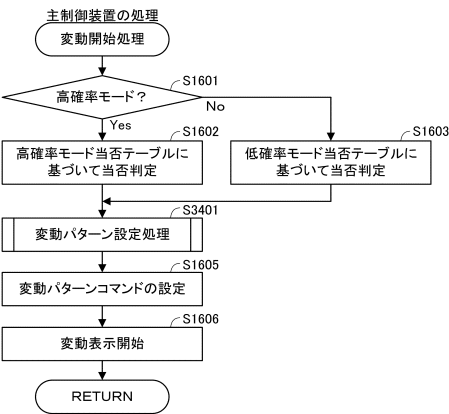 主制御装置の処理
変動開始処理
S1601
高確率モード？
No
Yes
S1602
高確率モード当否テーブルに
基づいて当否判定
S1603
低確率モード当否テーブルに
基づいて当否判定
S3401
変動パターン設定処理
S1605
変動パターンコマンドの設定
S1606
変動表示開始
RETURN